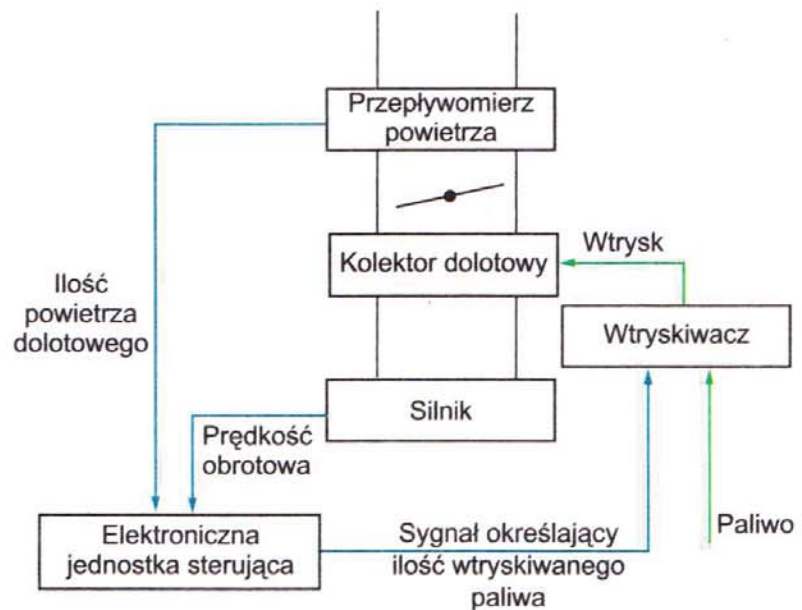 Przepływomierz
powietrza
Kolektor dolotowy
Wtrysk
Ilość
powietrza
dolotowego
Wtryskiwacz
Silnik
Prędkość
obrotowa
Elektroniczna
jednostka sterująca
Sygnał określający
ilość wtryskiwanego
paliwa
Paliwo